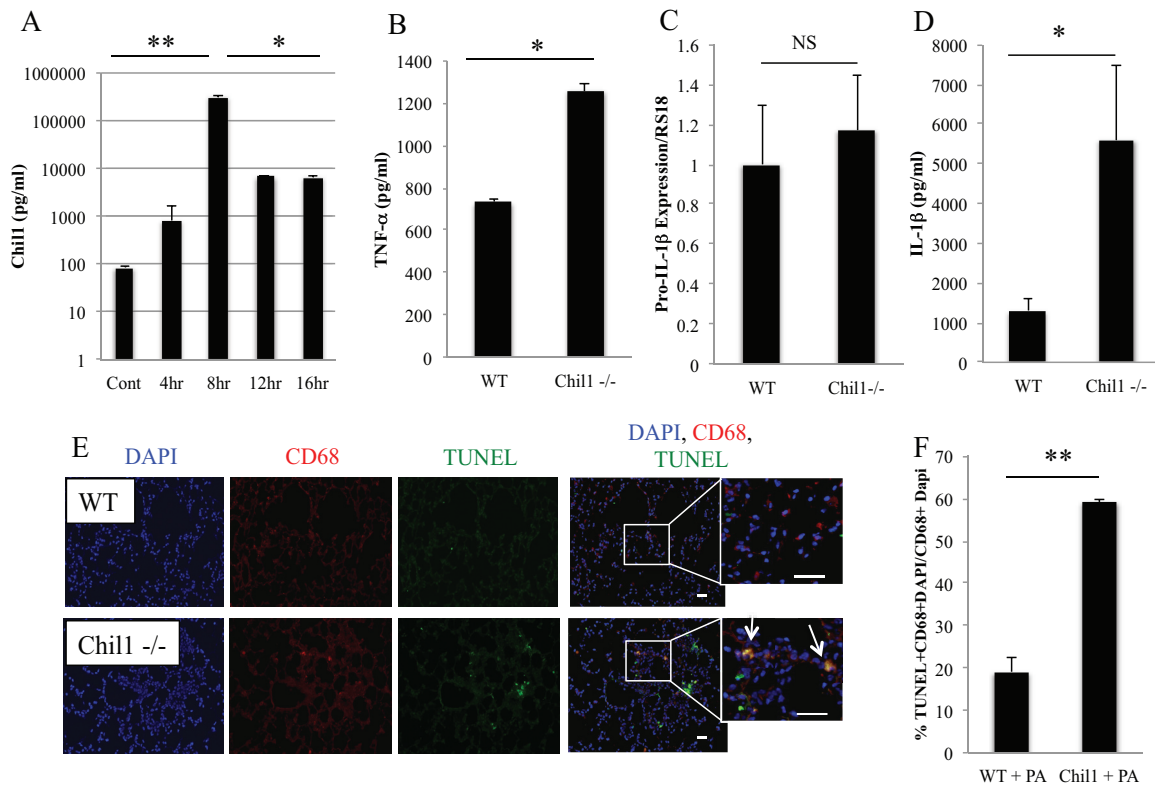 A
** *
Chil1 (pg/ml)
1000000
100000
10000
1000
100
10
1
Cont 4hr 8hr 12hr 16hr
B
*
TNF-α (pg/ml)
1400
1200
1000
800
600
400
200
0
WT Chil1 -/-
C
NS
Pro-IL-1β Expression/RS18
1.6
1.4
1.2
1
0.8
0.6
0.4
0.2
0
WT Chil1-/-
D
*
IL-1β (pg/ml)
8000
7000
6000
5000
4000
3000
2000
1000
0
WT Chil1 -/-
E
DAPI CD68 TUNEL DAPI, CD68,
TUNEL
WT
Chil1 -/-
F
**
% TUNEL+CD68+DAPI/CD68+ Dapi
70
60
50
40
30
20
10
0
WT + PA Chil1 + PA